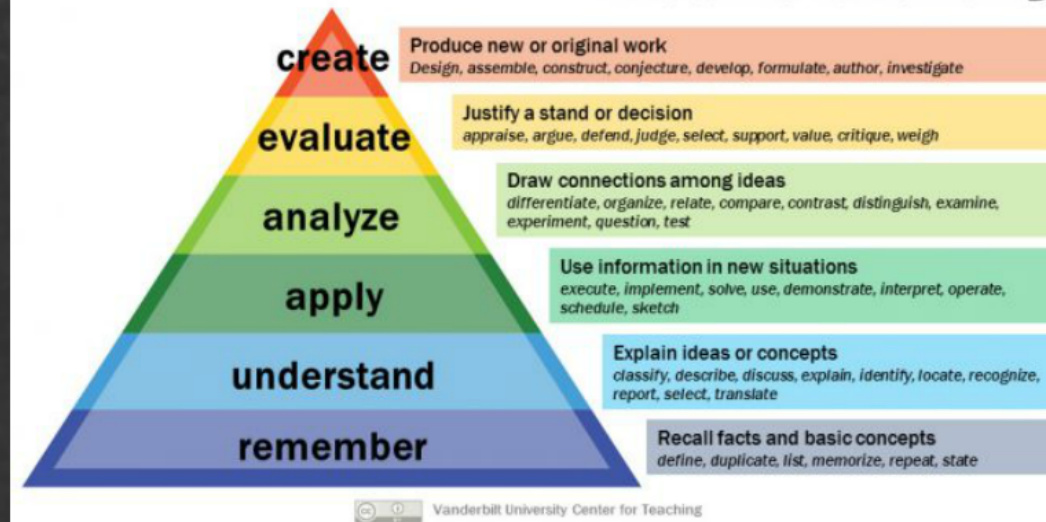 create
Produce new or original work
Design, assemble, construct, conjecture, develop, formulate, author, investigate
evaluate
Justify a stand or decision
appraise, argue, defend, judge, select, support, value, critique, weigh
analyze
Draw connections among ideas
differentiate, organize, relate, compare, contrast, distinguish, examine,
experiment, question, test
apply
Use information in new situations
execute, implement, solve, use, demonstrate, interpret, operate,
schedule, sketch
understand
Explain ideas or concepts
classify, describe, discuss, explain, identify, locate, recognize,
report, select, translate
remember
Recall facts and basic concepts
define, duplicate, list, memorize, repeat, state
cc
Vanderbilt University Center for Teaching